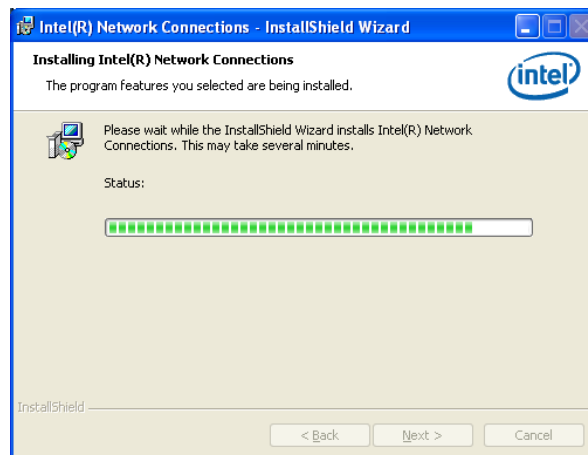 Intel(R) Network Connections - InstallShield Wizard
Installing Intel(R) Network Connections
The program features you selected are being installed.
intel
Please wait while the InstallShield Wizard installs Intel(R) Network
Connections. This may take several minutes.
Status:
InstallShield
< Back Next > Cancel